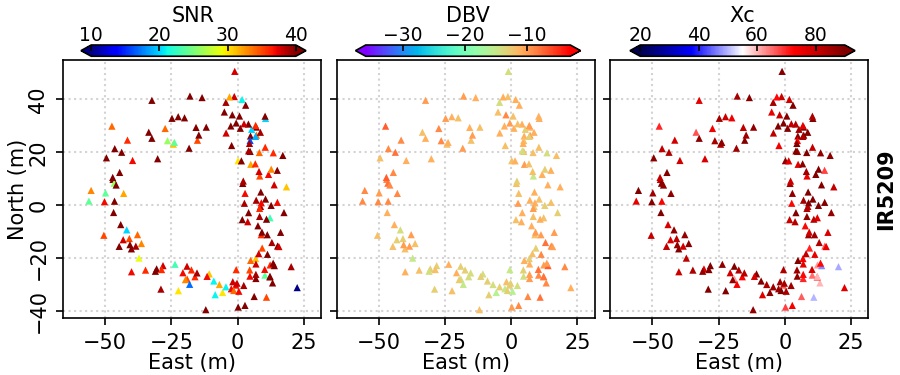 SNR DBV Xc
10 20 30 40 −30 −20 −10 20 40 60 80
40
20
0
−20
−40
North (m)
−50 −25 0 25 −50 −25 0 25 −50 −25 0 25
East (m) East (m) East (m)
IR5209